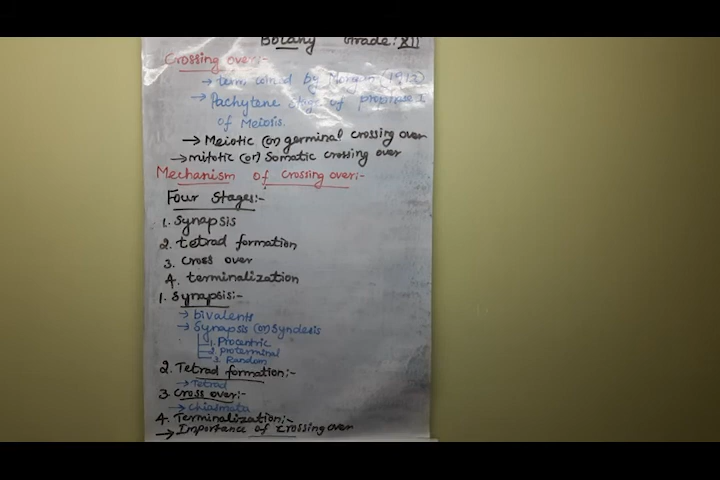 Botany Grade: XII
Crossing over:-
→ term coined by Morgan (1912)
→ Pachytene stage of prophase I
of Meiosis.
→ Meiotic (or) germinal crossing over
→ mitotic (or) Somatic crossing over
Mechanism of crossing over:-
Four Stages:-
1. Synapsis
2. tetrad formation
3. cross over
4. terminalization
1. Synapsis:-
→ bivalents
→ Synapsis (or) Syndesis
1. Procentric
2. proterminal
3. Random
2. Tetrad formation:-
→ Tetrad
3. Cross over:-
→ Chiasmata
4. Terminalization:-
→ Importance of crossing over